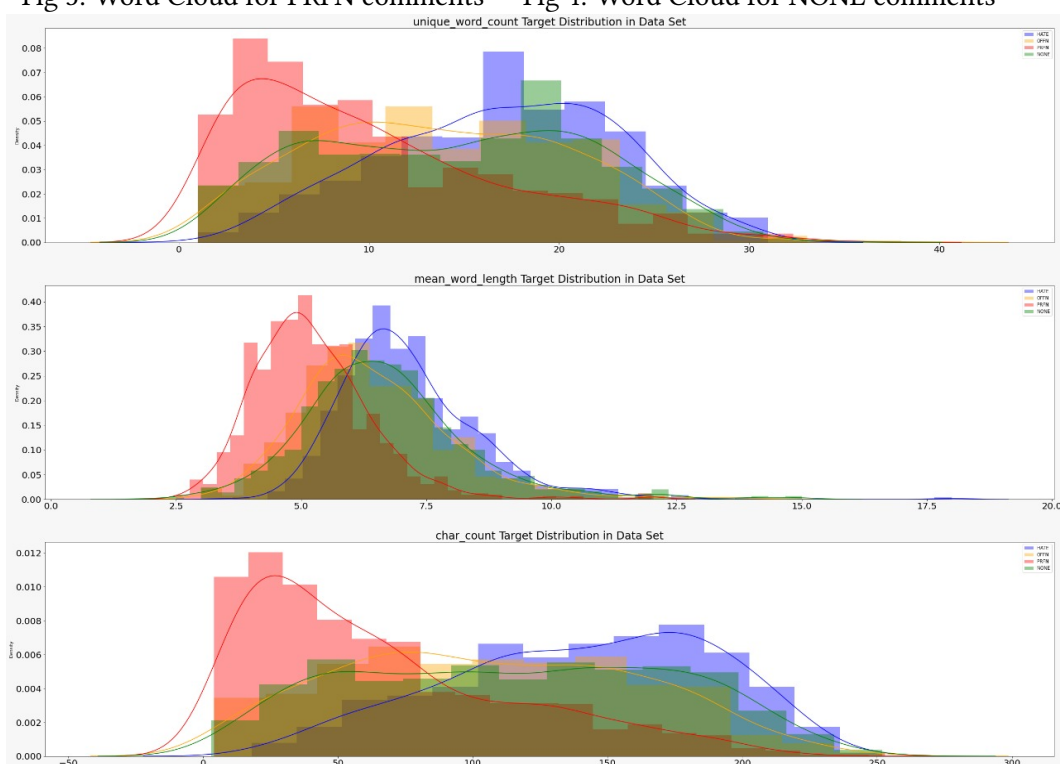 Fig 3: Word Cloud for PRFN comments Fig 4: Word Cloud for NONE comments
unique_word_count Target Distribution in Data Set
HATE
OFFN
PRFN
NONE
0.08
0.07
0.06
0.05
0.04
0.03
0.02
0.01
0.00
Density
0 10 20 30 40
mean_word_length Target Distribution in Data Set
HATE
OFFN
PRFN
NONE
0.40
0.35
0.30
0.25
0.20
0.15
0.10
0.05
0.00
Density
0.0 2.5 5.0 7.5 10.0 12.5 15.0 17.5 20.0
char_count Target Distribution in Data Set
HATE
OFFN
PRFN
NONE
0.012
0.010
0.008
0.006
0.004
0.002
0.000
Density
−50 0 50 100 150 200 250 300